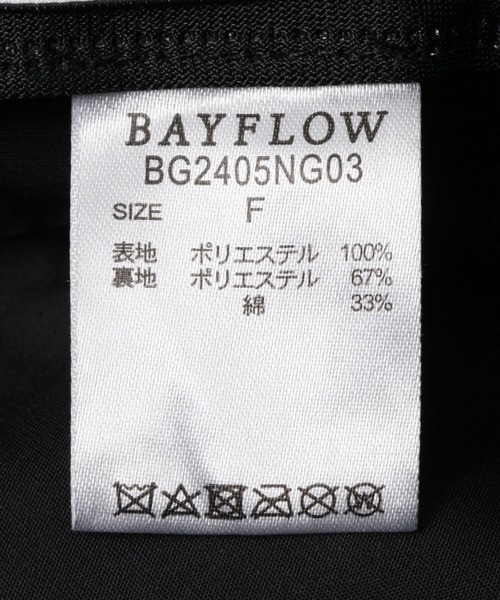 BAYFLOW
BG2405NG03
SIZE F
表地 ポリエステル 100%
裏地 ポリエステル 67%
綿 33%